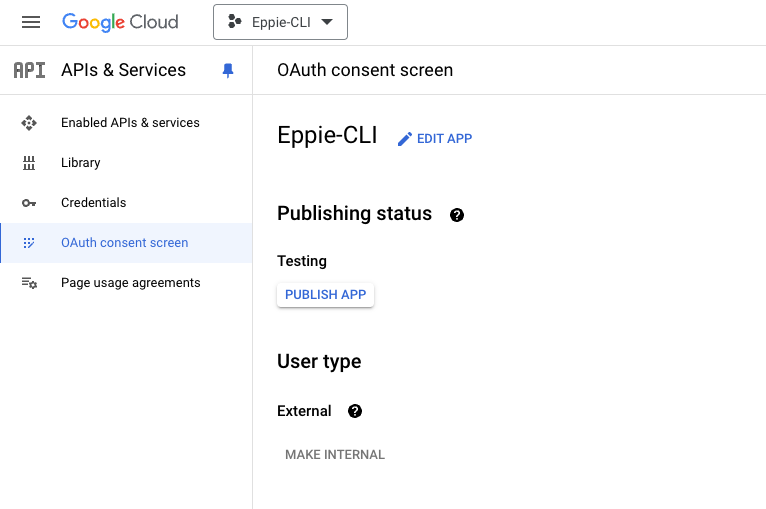 Google Cloud
Eppie-CLI
API
APIs & Services
OAuth consent screen
Enabled APIs & services
Library
Credentials
OAuth consent screen
Page usage agreements
Eppie-CLI
EDIT APP
Publishing status
?
Testing
PUBLISH APP
User type
External
?
MAKE INTERNAL